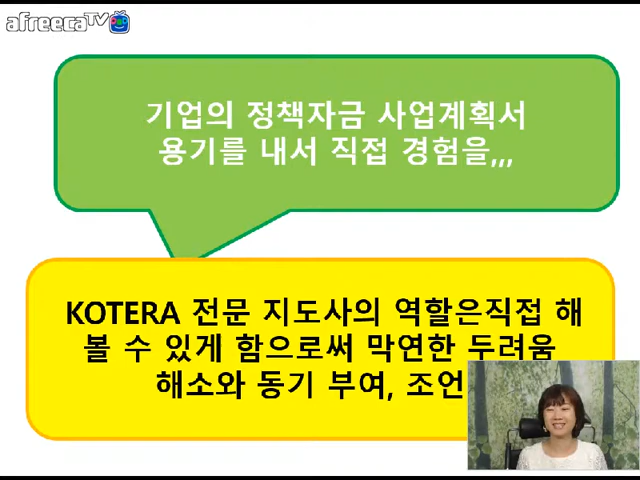 afreecaTV
기업의 정책자금 사업계획서
용기를 내서 직접 경험을,,,
KOTERA 전문 지도사의 역할은직접 해
볼 수 있게 함으로써 막연한 두려움
해소와 동기 부여, 조언